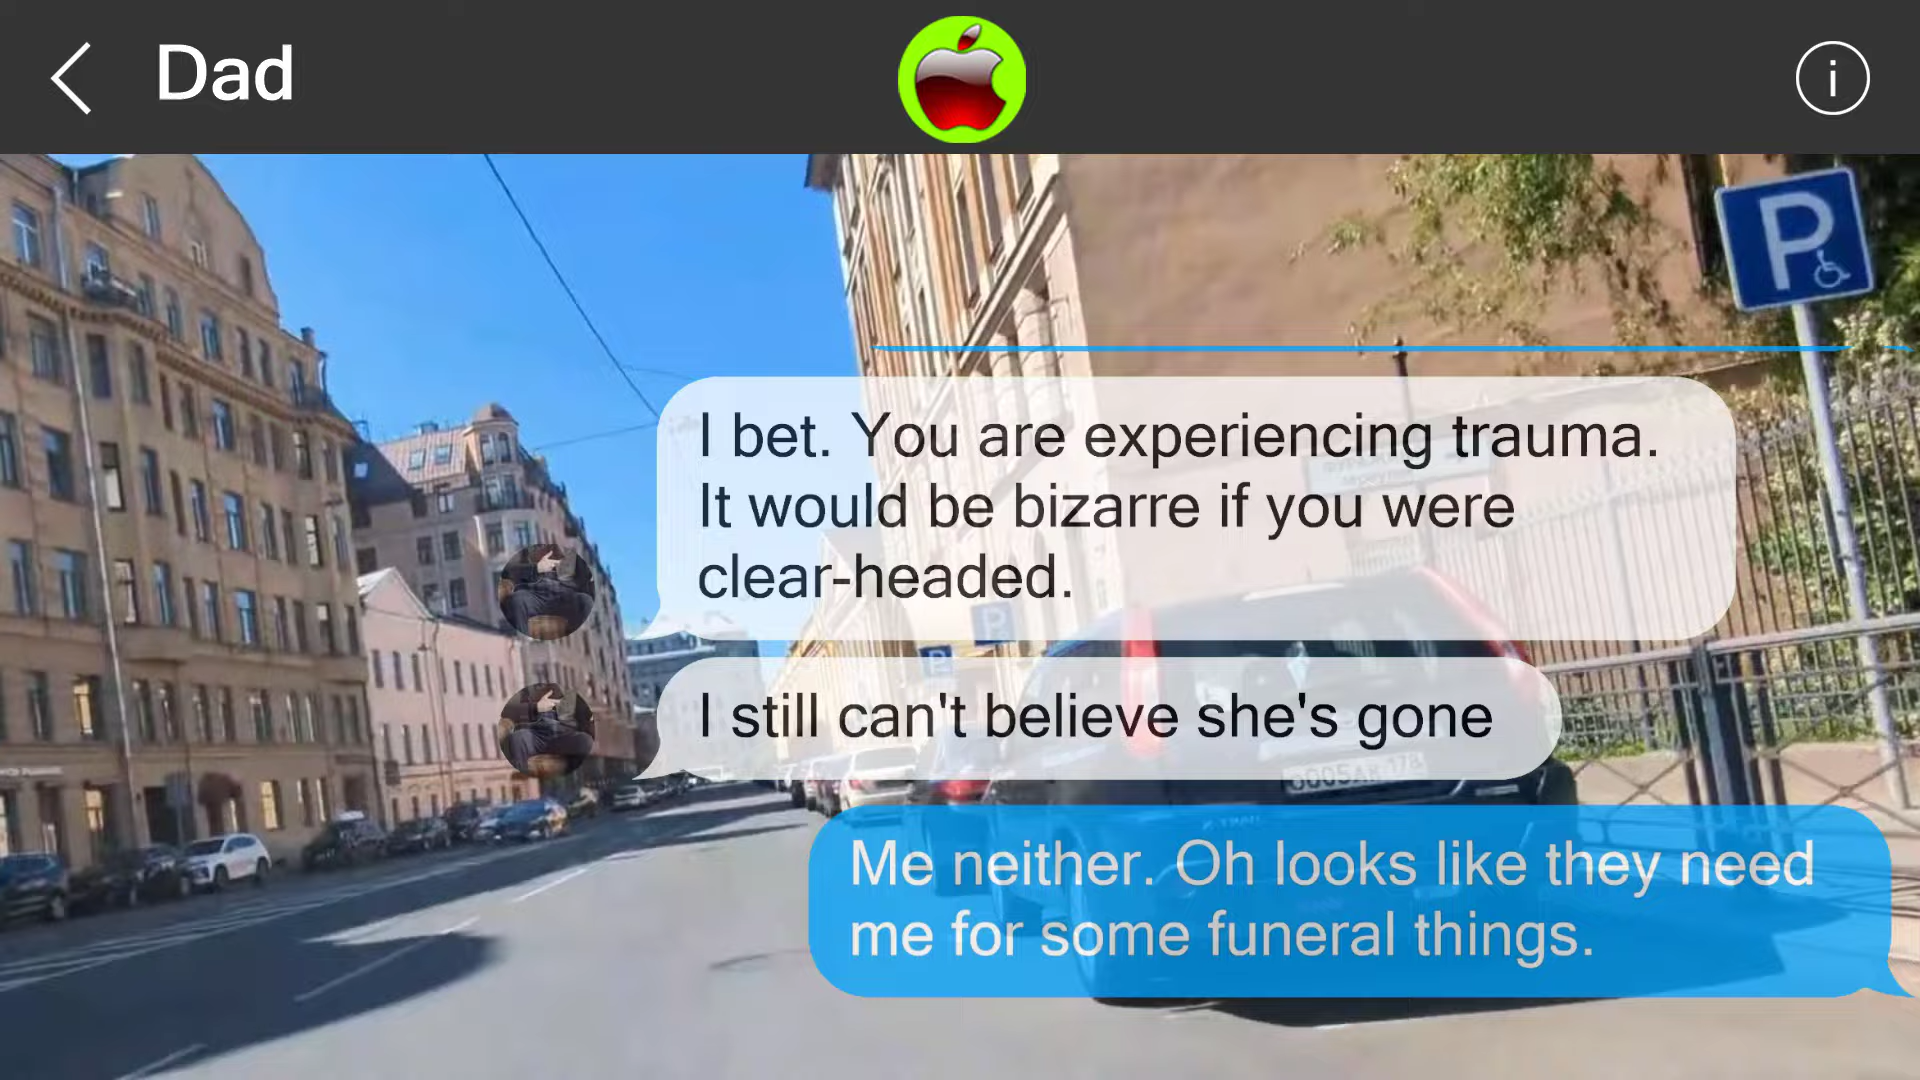 Dad
i
P
I bet. You are experiencing trauma.
It would be bizarre if you were
clear-headed.
P
P
I still can't believe she's gone
Me neither. Oh looks like they need
me for some funeral things.